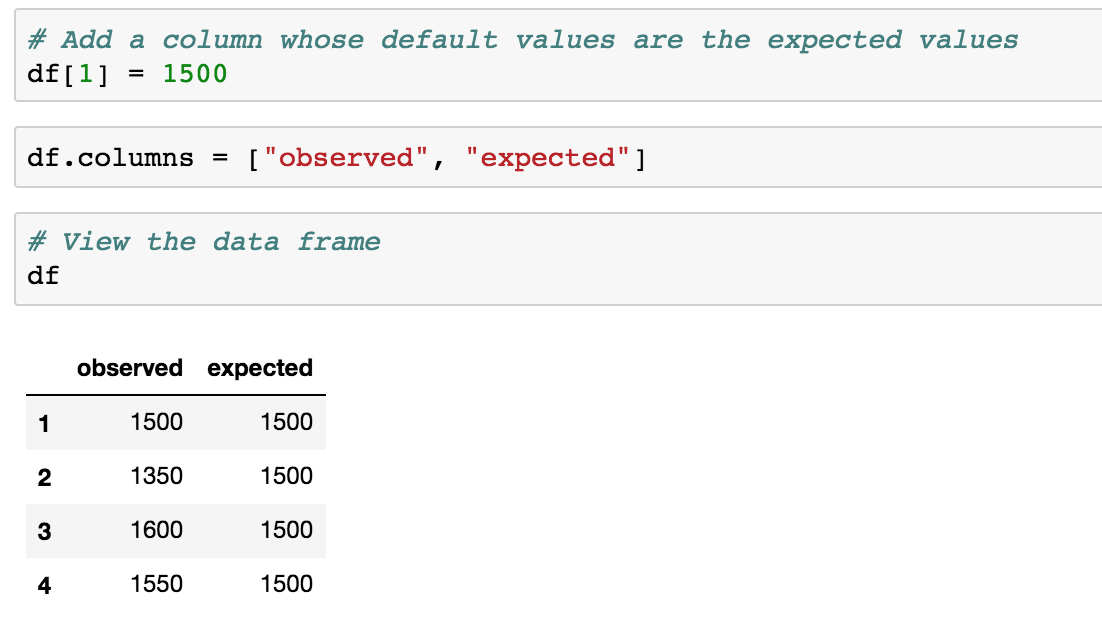 # Add a column whose default values are the expected values
df[1] = 1500
df.columns = ["observed", "expected"]
# View the data frame
df
observed expected
1 1500 1500
2 1350 1500
3 1600 1500
4 1550 1500